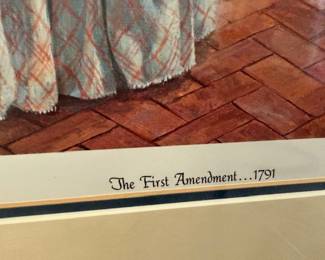 The First Amendment...1791